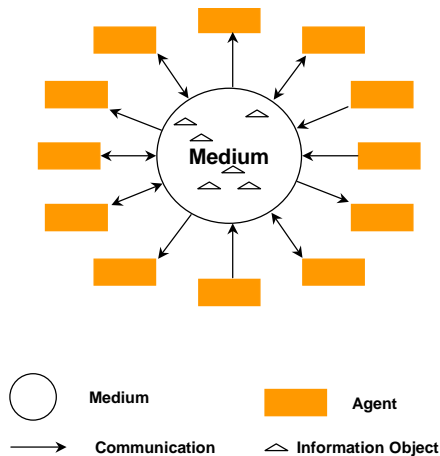 Medium
Medium
Agent
Communication
Information Object